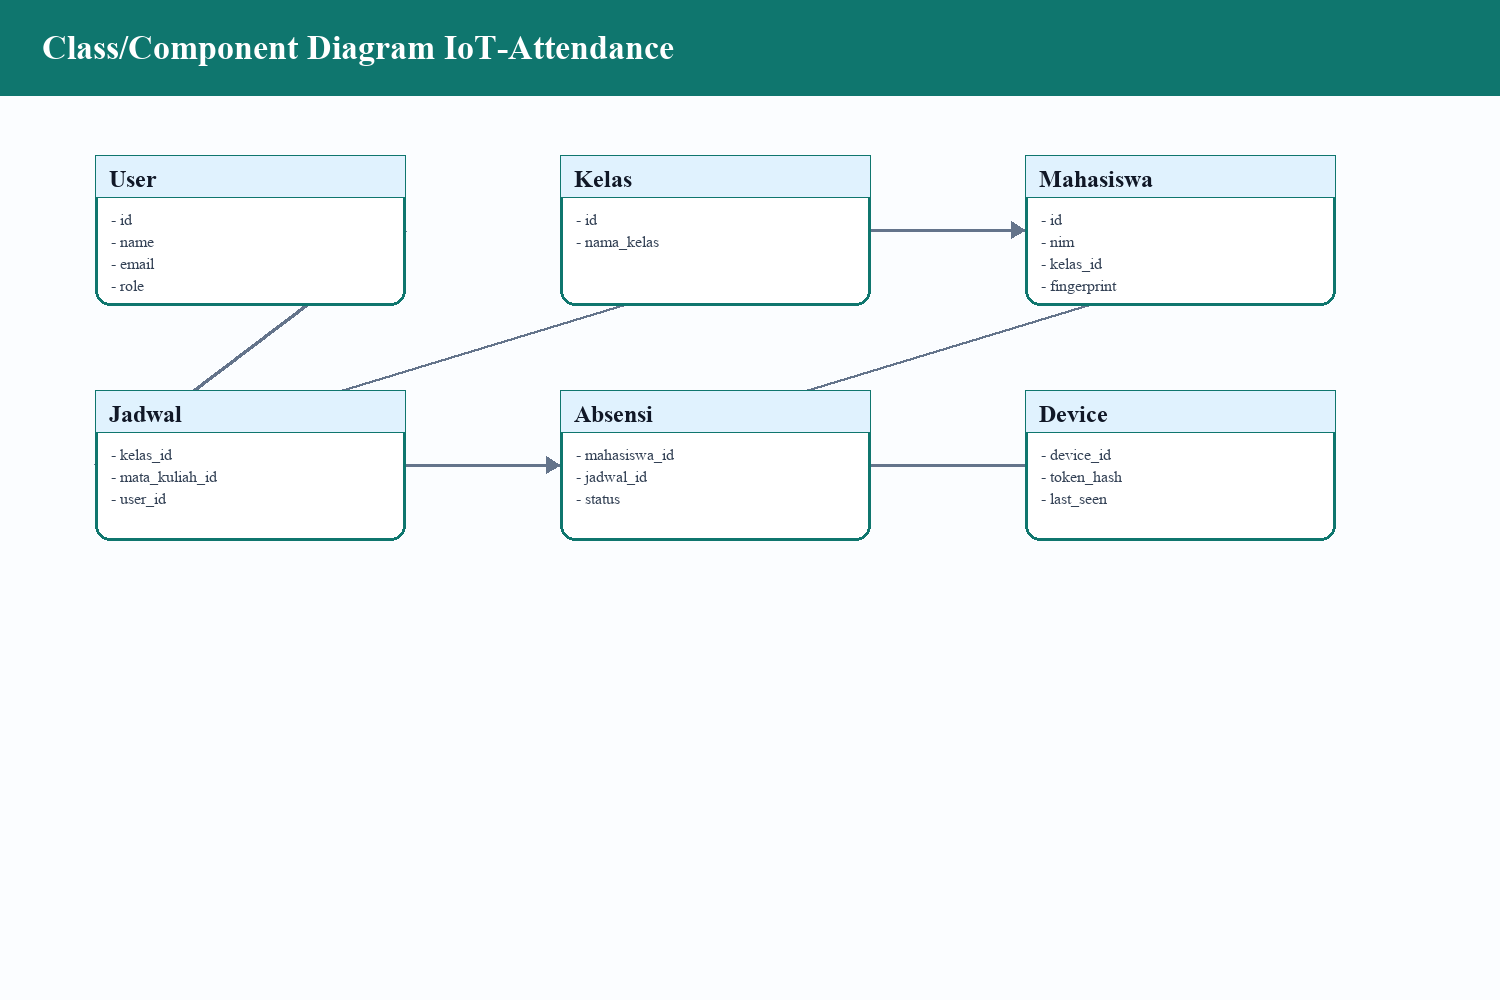 Class/Component Diagram IoT-Attendance
User
- id
- name
- email
- role
Kelas
- id
- nama_kelas
Mahasiswa
- id
- nim
- kelas_id
- fingerprint
Jadwal
- kelas_id
- mata_kuliah_id
- user_id
Absensi
- mahasiswa_id
- jadwal_id
- status
Device
- device_id
- token_hash
- last_seen